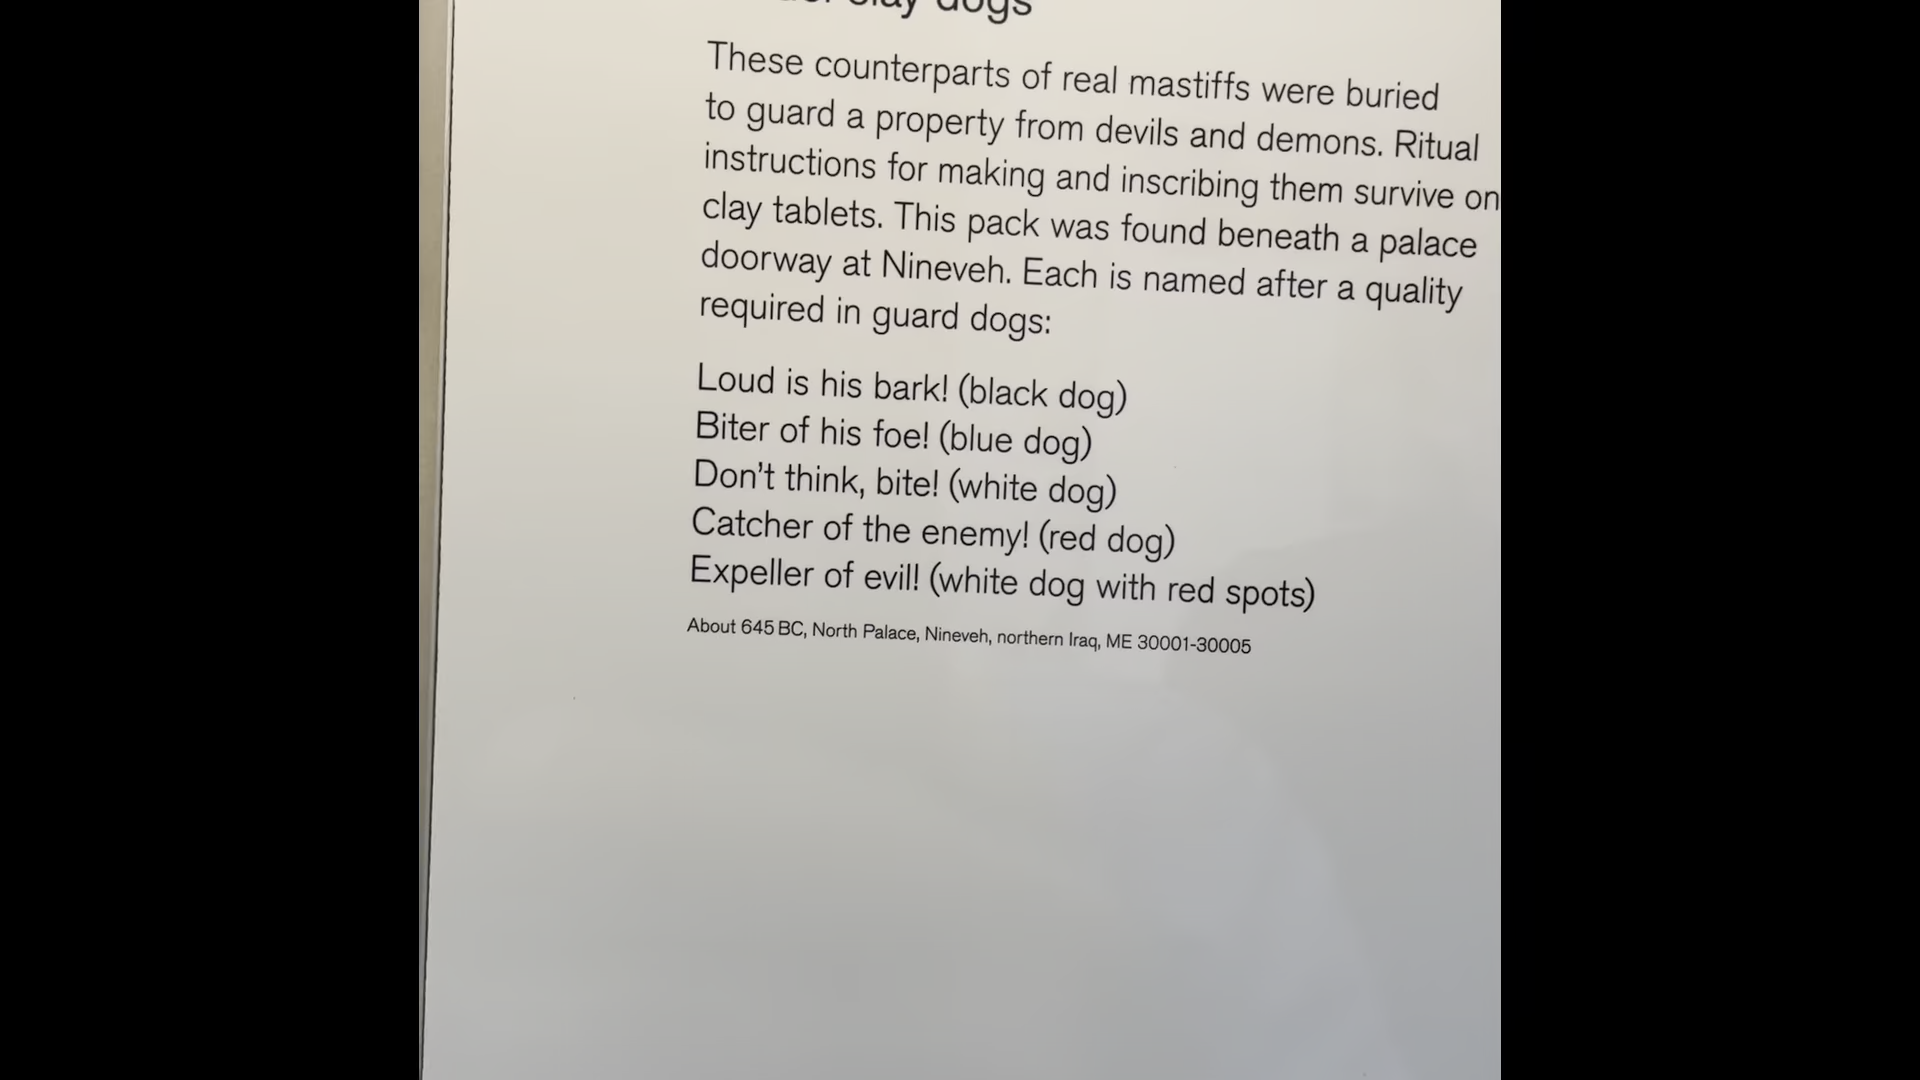 clay dogs
These counterparts of real mastiffs were buried
to guard a property from devils and demons. Ritual
instructions for making and inscribing them survive on
clay tablets. This pack was found beneath a palace
doorway at Nineveh. Each is named after a quality
required in guard dogs:
Loud is his bark! (black dog)
Biter of his foe! (blue dog)
Don't think, bite! (white dog)
Catcher of the enemy! (red dog)
Expeller of evil! (white dog with red spots)
About 645 BC, North Palace, Nineveh, northern Iraq, ME 30001-30005